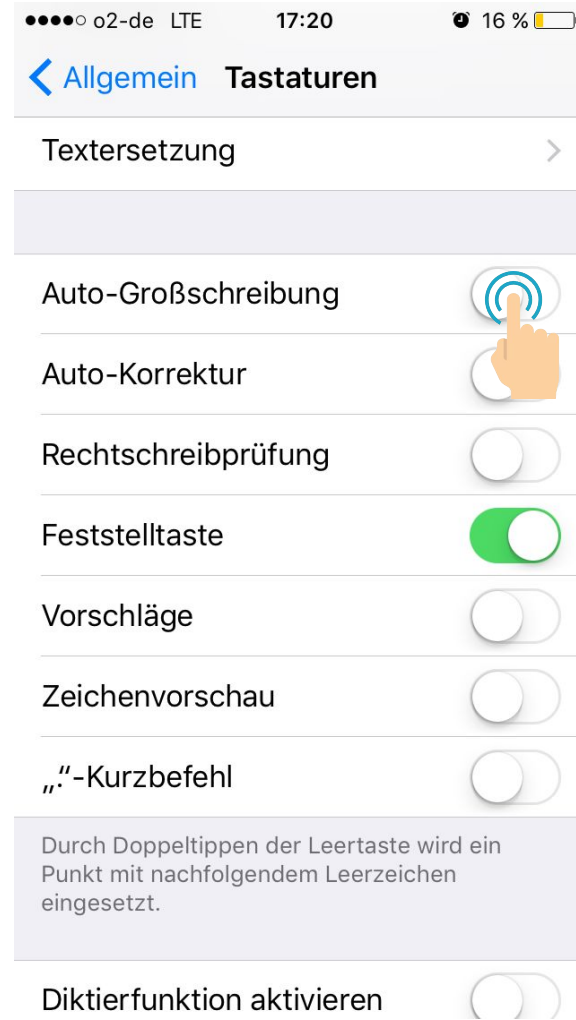 o2-de LTE 17:20 16 %
Allgemein Tastaturen
Textersetzung
Auto-Großschreibung
Auto-Korrektur
Rechtschreibprüfung
Feststelltaste
Vorschläge
Zeichenvorschau
„.“-Kurzbefehl
Durch Doppeltippen der Leertaste wird ein
Punkt mit nachfolgendem Leerzeichen
eingesetzt.
Diktierfunktion aktivieren